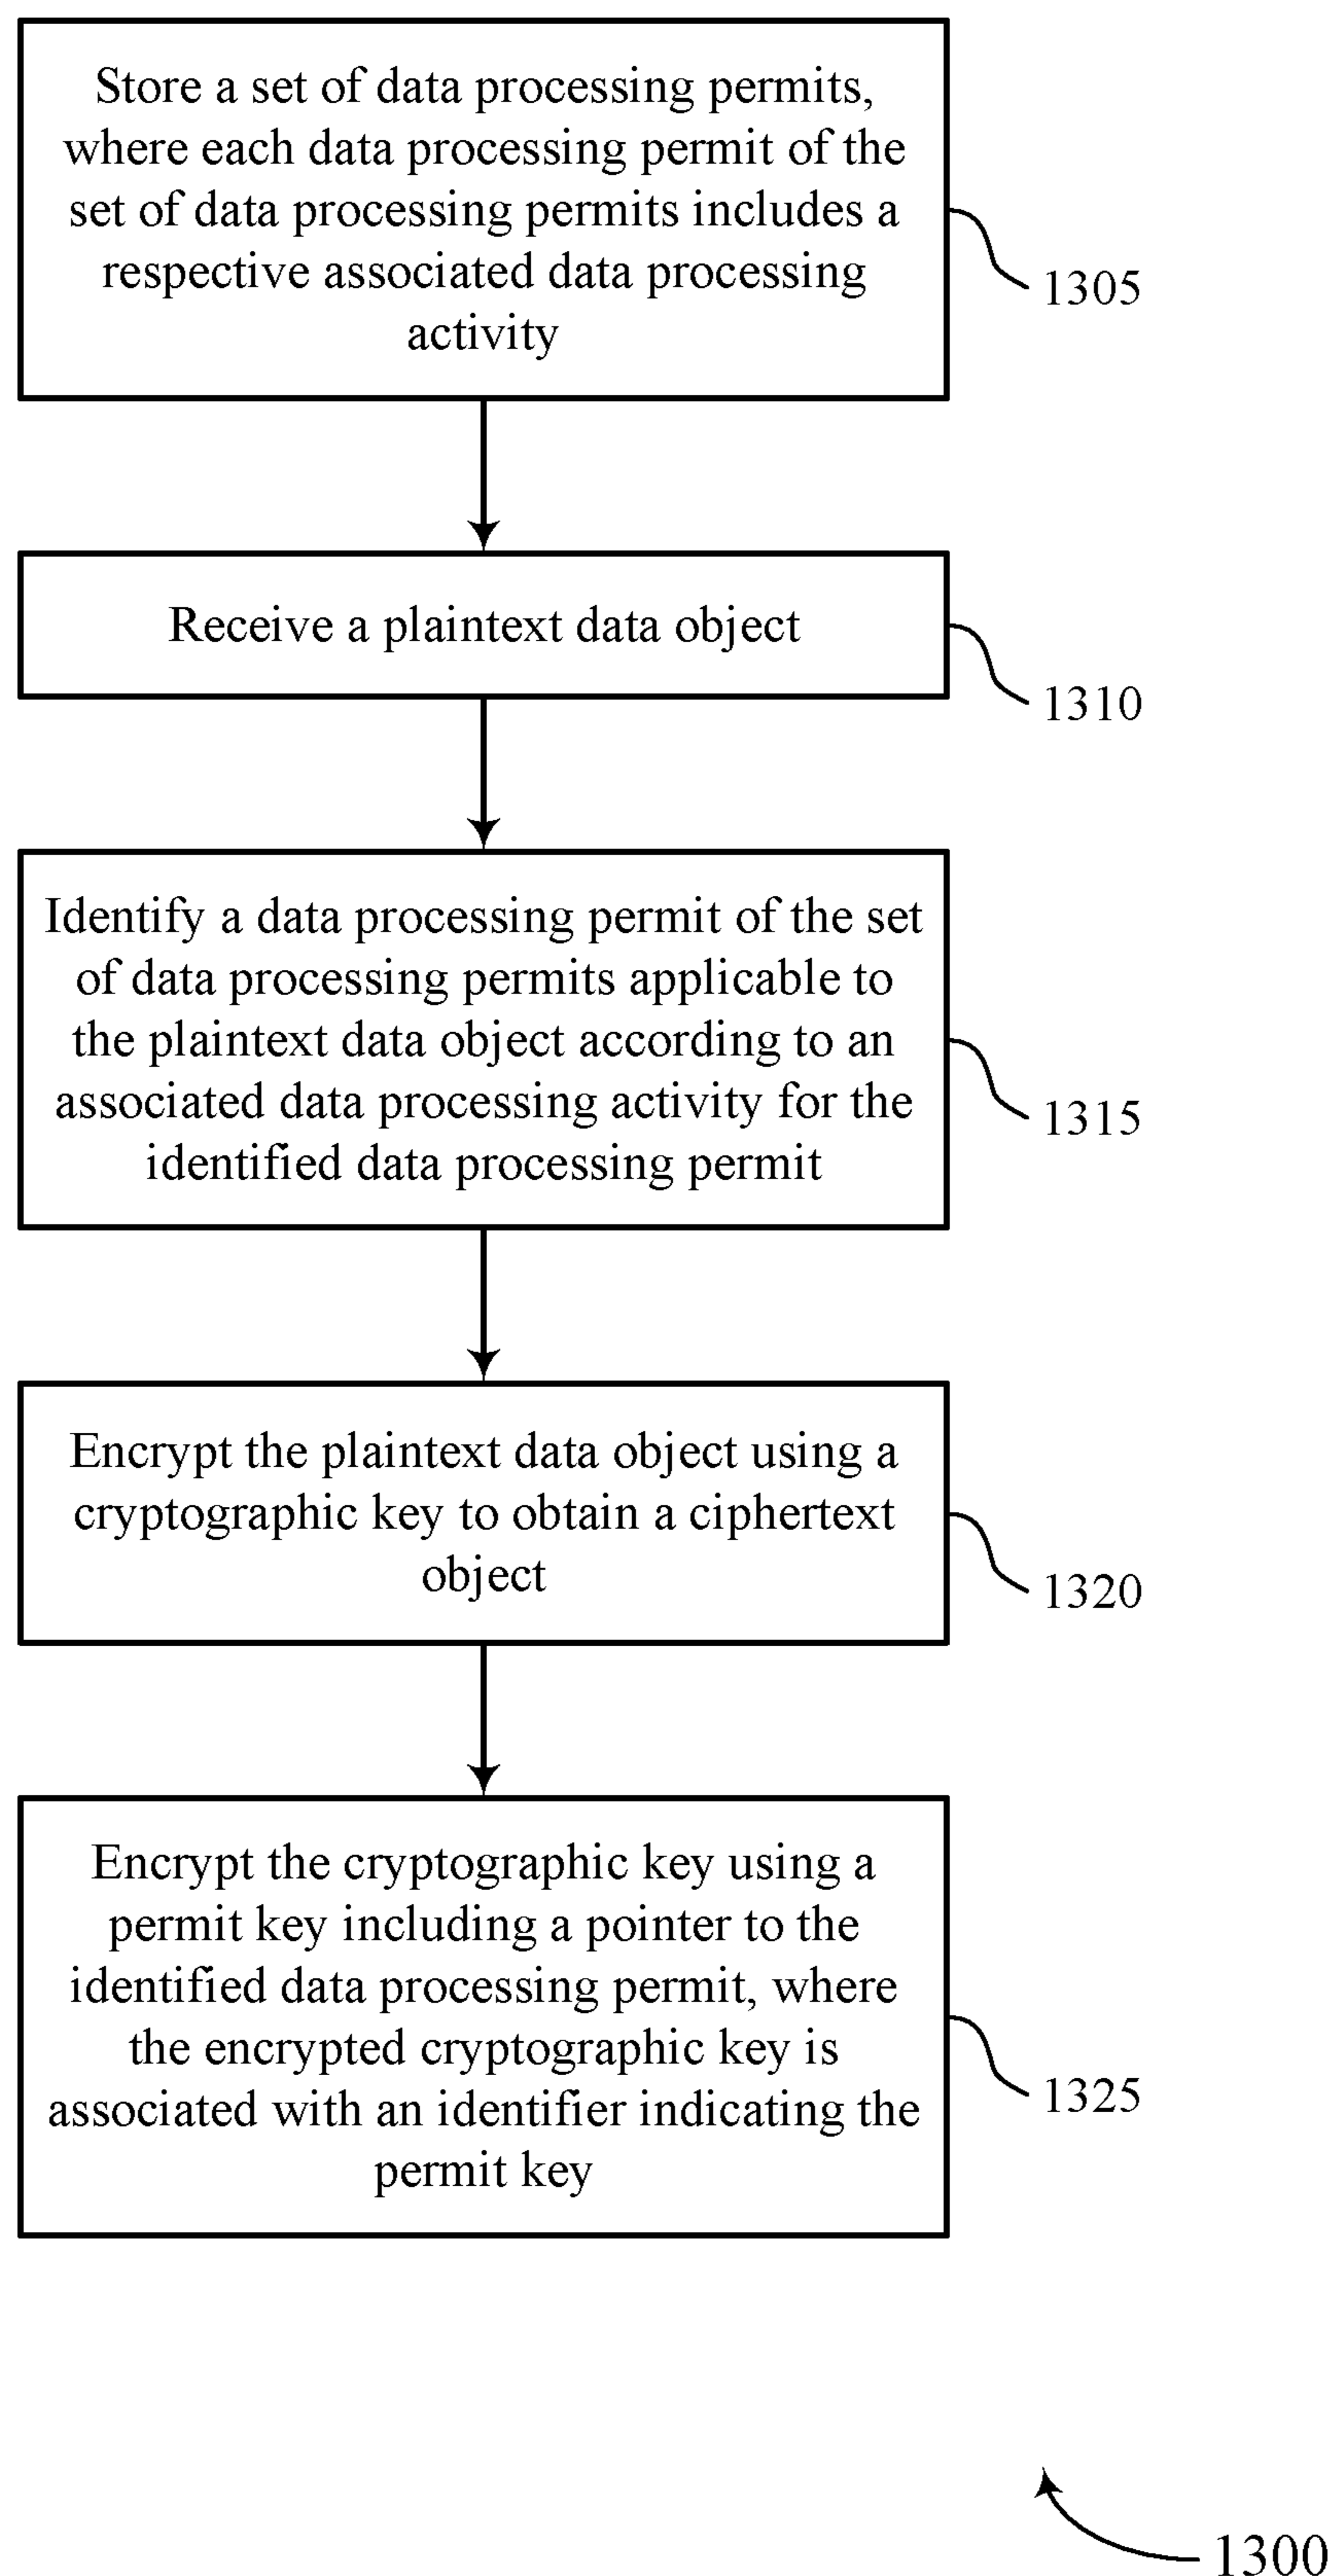 Store a set of data processing permits,
where each data processing permit of the
set of data processing permits includes a
respective associated data processing
activity
1305
Receive a plaintext data object
1310
Identify a data processing permit of the set
of data processing permits applicable to
the plaintext data object according to an
associated data processing activity for the
identified data processing permit
1315
Encrypt the plaintext data object using a
cryptographic key to obtain a ciphertext
object
1320
Encrypt the cryptographic key using a
permit key including a pointer to the
identified data processing permit, where
the encrypted cryptographic key is
associated with an identifier indicating the
permit key
1325
1300